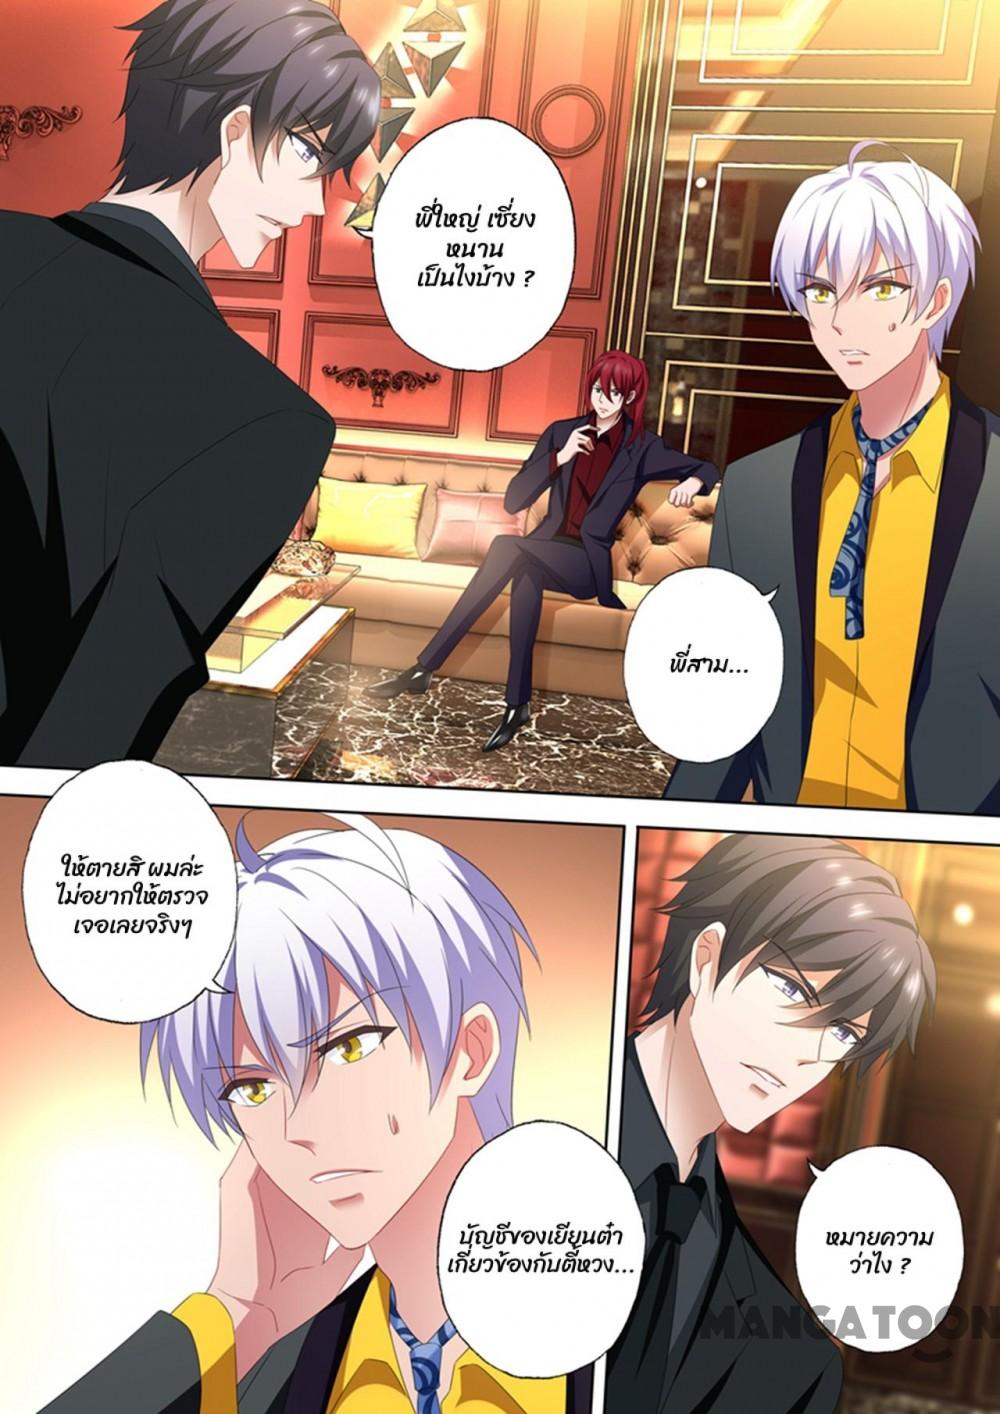 พี่ใหญ่ เซี่ยง
หนาน
เป็นไงบ้าง ?
พี่สาม...
ให้ตายสิ ผมล่ะ
ไม่อยากให้ตรวจ
เจอเลยจริงๆ
บัญชีของเยียนต๋า
เกี่ยวข้องกับตี้หวง...
หมายความ
ว่าไง ?
MANGATOON